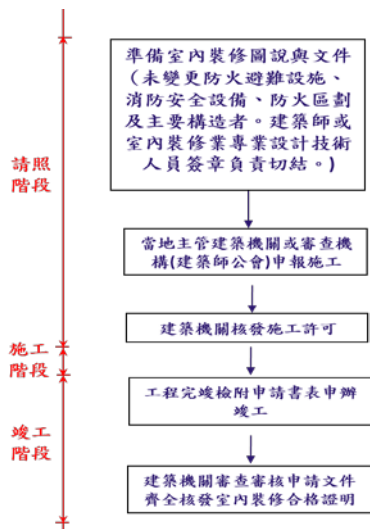 準備室內裝修圖說與文件
(未變更防火避難設施、
消防安全設備、防火區劃
及主要構造者。建築師或
室內裝修業專業設計技術
人員簽章負責切結。)
請照
階段
當地主管建築機關或審查機
構(建築師公會)申報施工
建築機關核發施工許可
施工
階段
工程完竣檢附申請書表申辦
竣工
竣工
階段
建築機關審查審核申請文件
齊全核發室內裝修合格證明